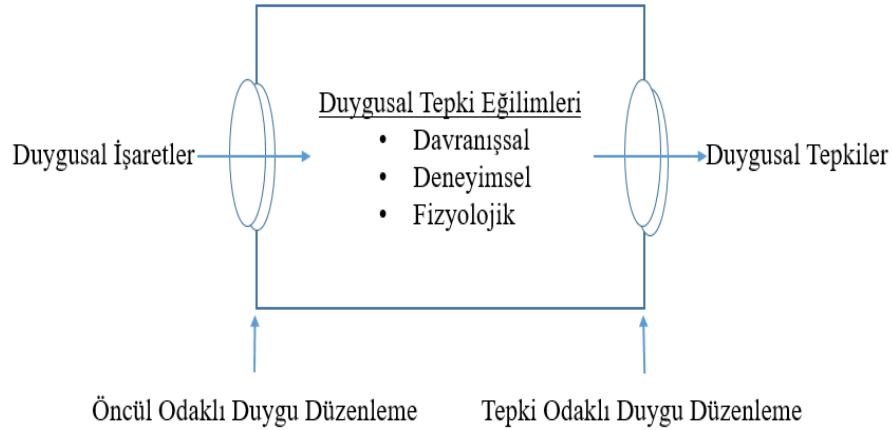 Duygusal Tepki Eğilimleri
• Davranışsal
Duygusal İşaretler
• Deneyimsel
Duygusal Tepkiler
• Fizyolojik
Öncül Odaklı Duygu Düzenleme
Tepki Odaklı Duygu Düzenleme